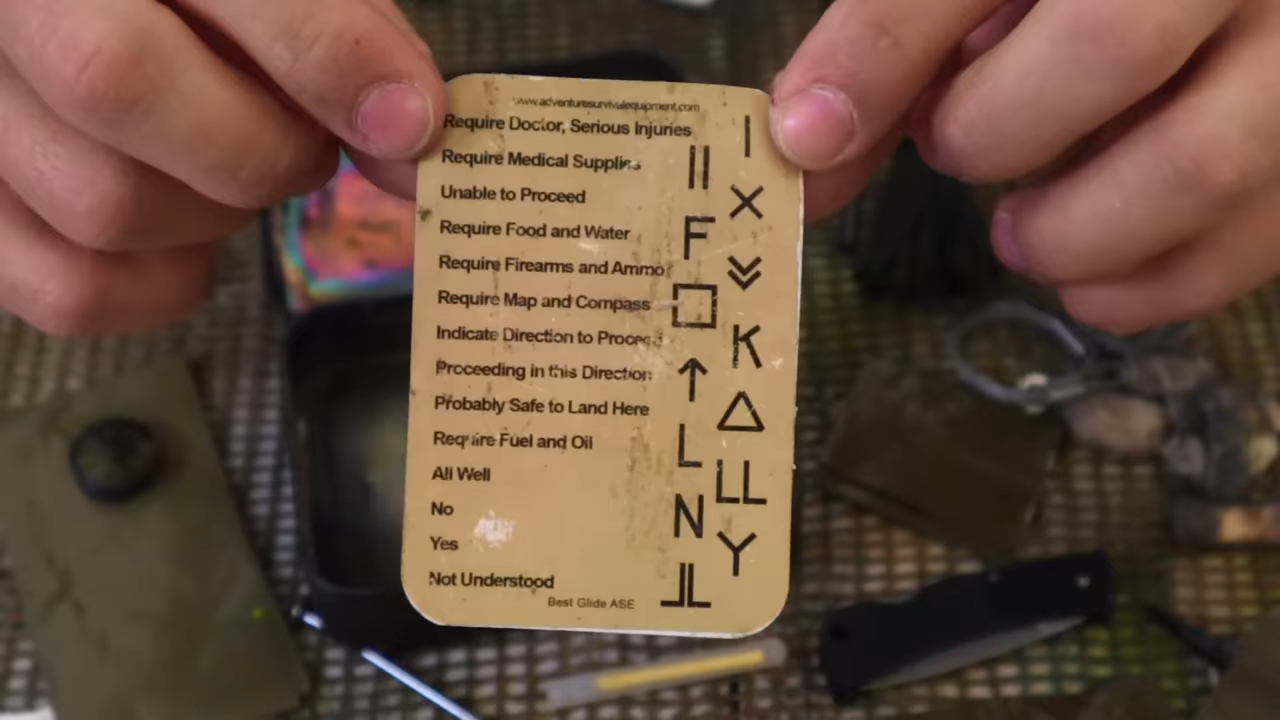 www.adventuresurvivalequipment.com
Require Doctor, Serious Injuries I
Require Medical Supplies II
Unable to Proceed X
Require Food and Water F
Require Firearms and Ammo
Require Map and Compass □
Indicate Direction to Proceed K
Proceeding in this Direction ↑
Probably Safe to Land Here △
Require Fuel and Oil L
All Well LL
No N
Yes Y
Not Understood
Best Glide ASE